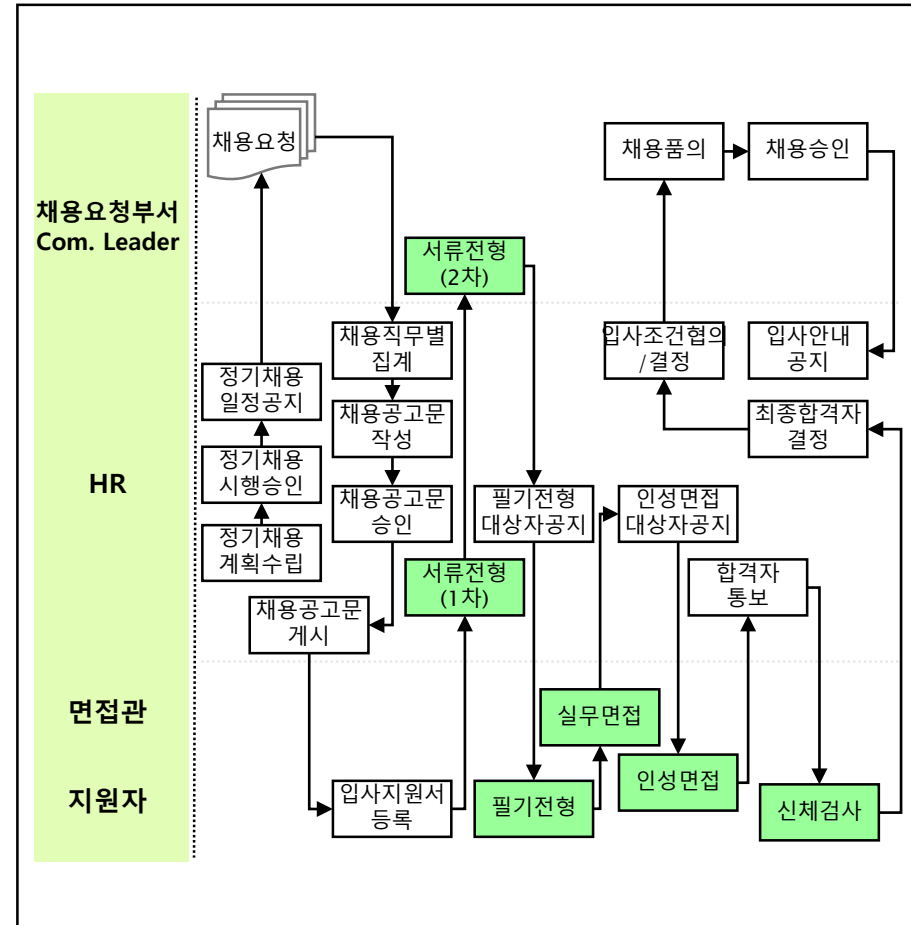 채용요청부서
Com. Leader
HR
면접관
지원자
채용요청
정기채용
일정공지
정기채용
시행승인
정기채용
계획수립
채용직무별
집계
채용공고문
작성
채용공고문
승인
채용공고문
게시
입사지원서
등록
서류전형
(2차)
서류전형
(1차)
필기전형
대상자공지
필기전형
실무면접
인성면접
대상자공지
인성면접
합격자
통보
신체검사
최종합격자
결정
입사조건협의
/결정
채용품의
채용승인
입사안내
공지